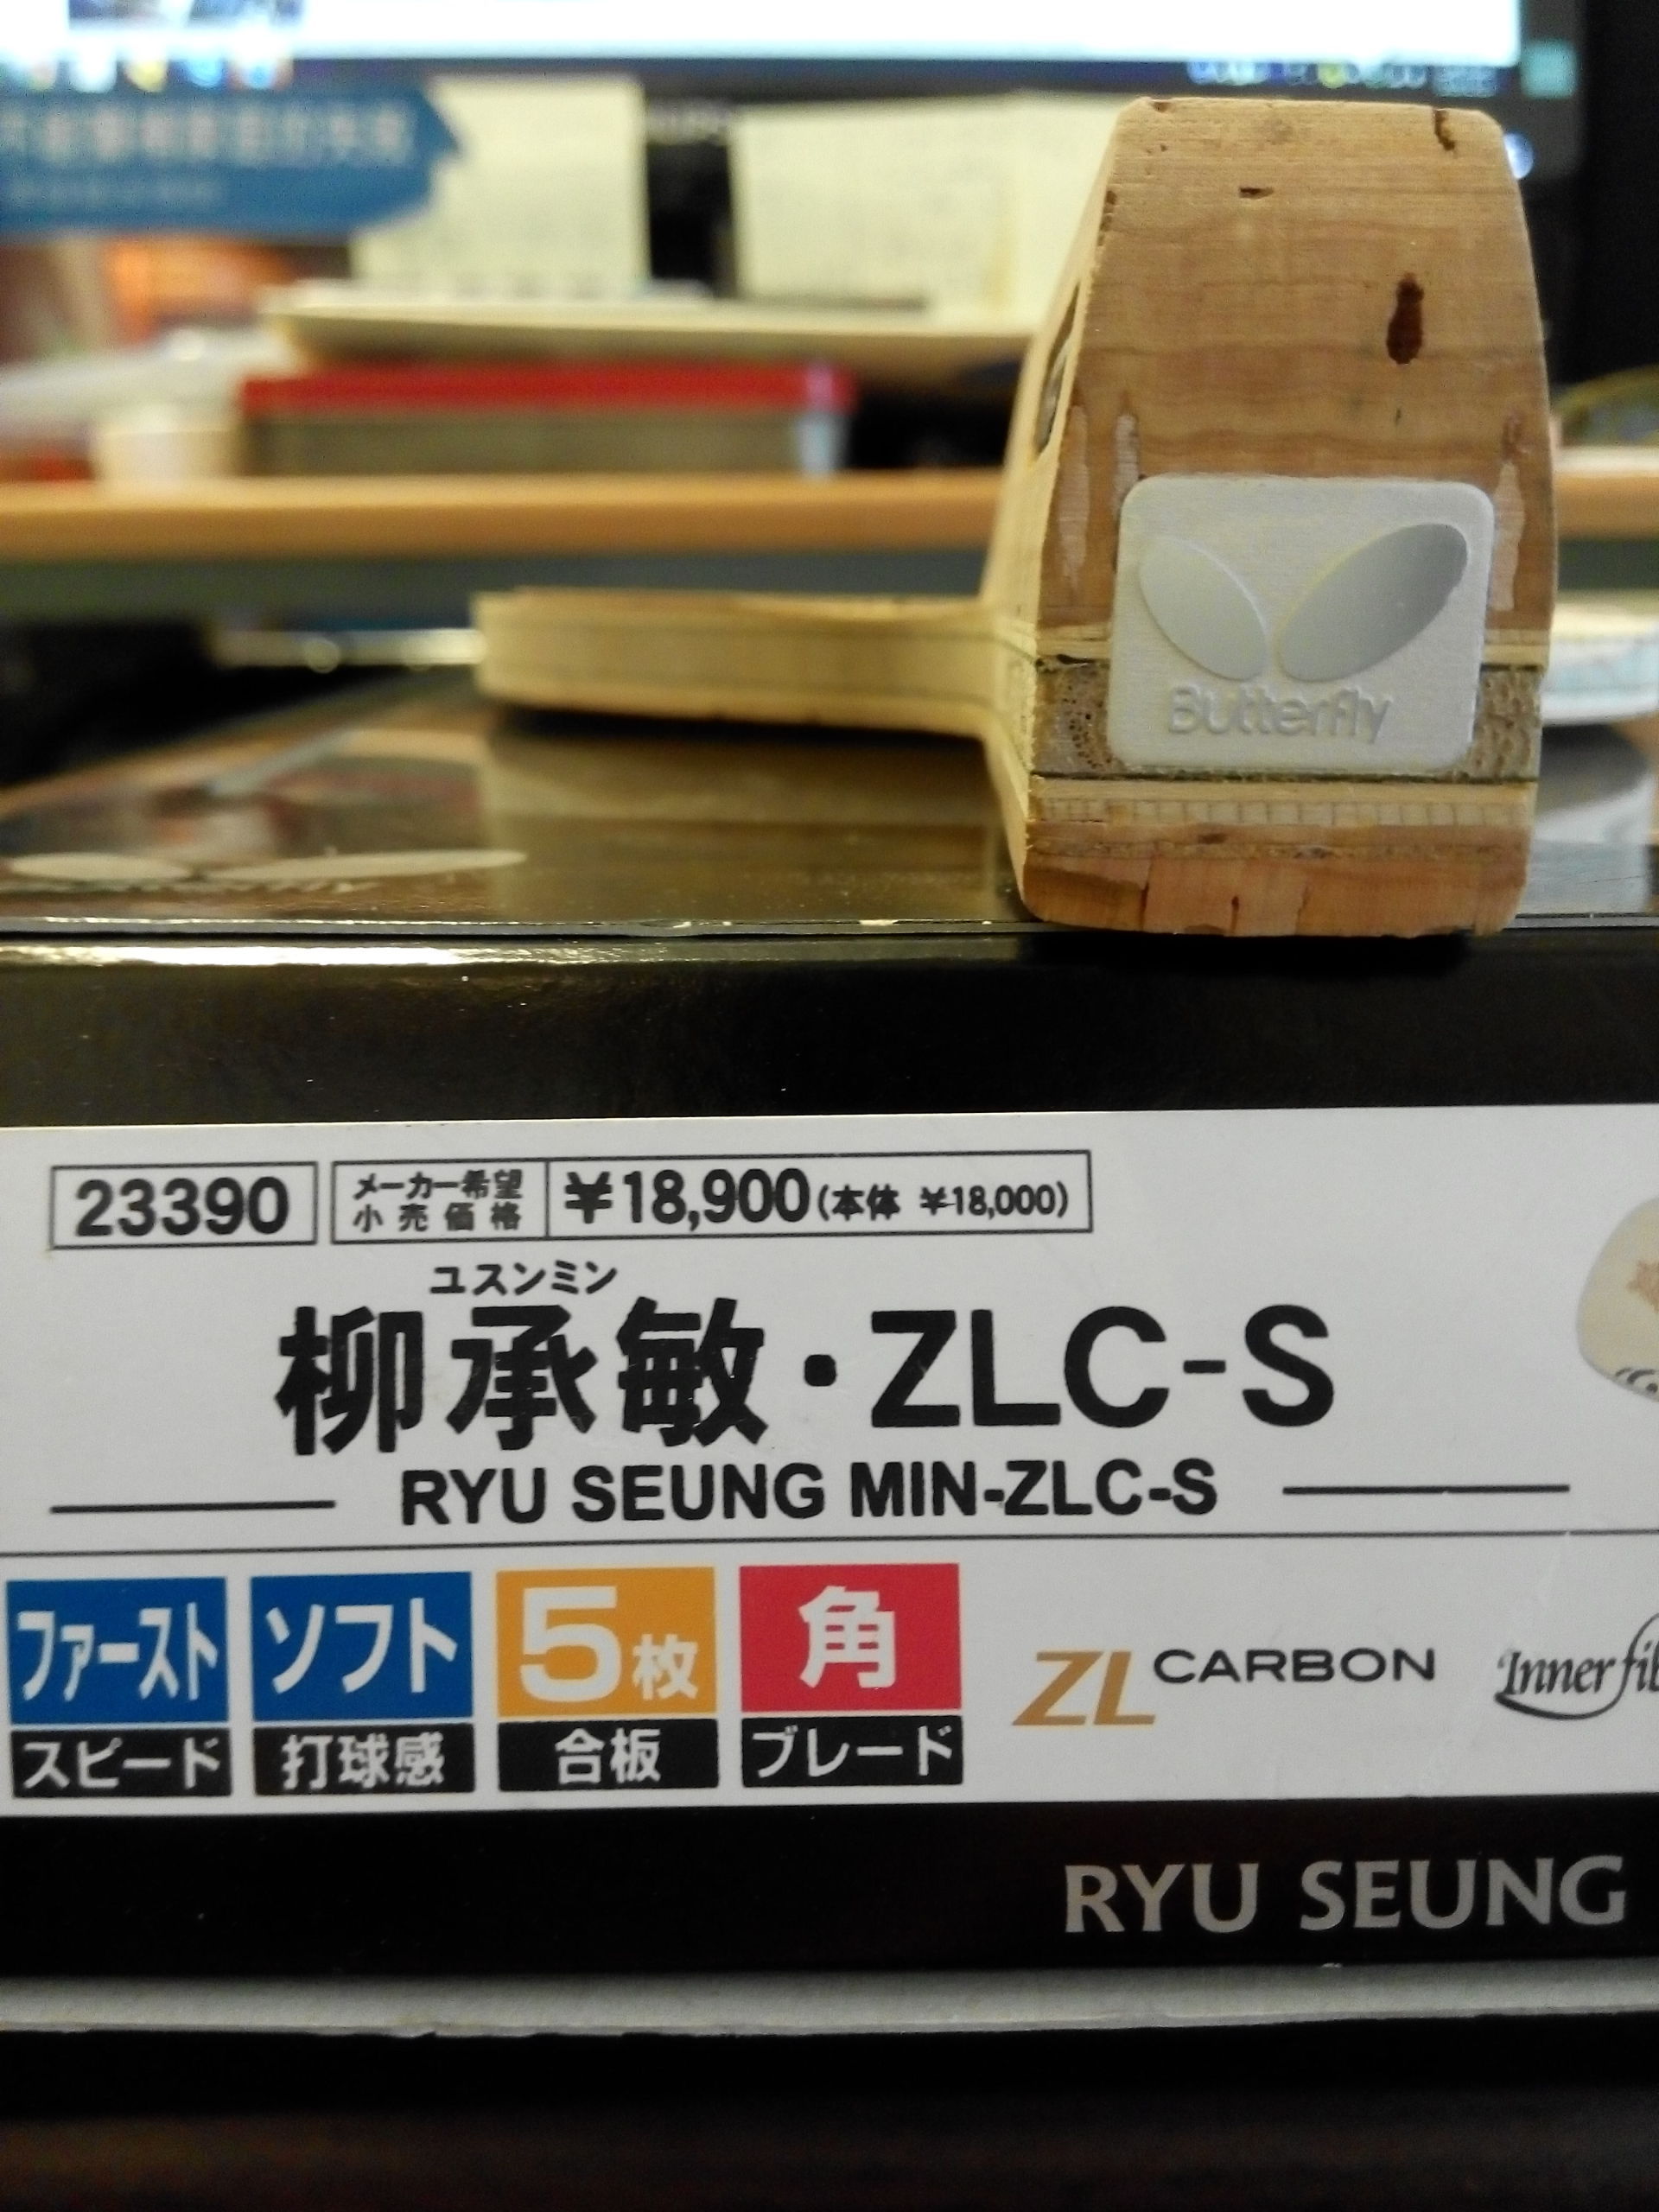 Butterfly
23390
メーカー希望
小売価格
¥18,900(本体 ¥18,000)
ユスンミン
柳承敏・ZLC-S
RYU SEUNG MIN-ZLC-S
ファースト
スピード
ソフト
打球感
5枚
合板
角
ブレード
ZL CARBON
Innerfib
RYU SEUNG